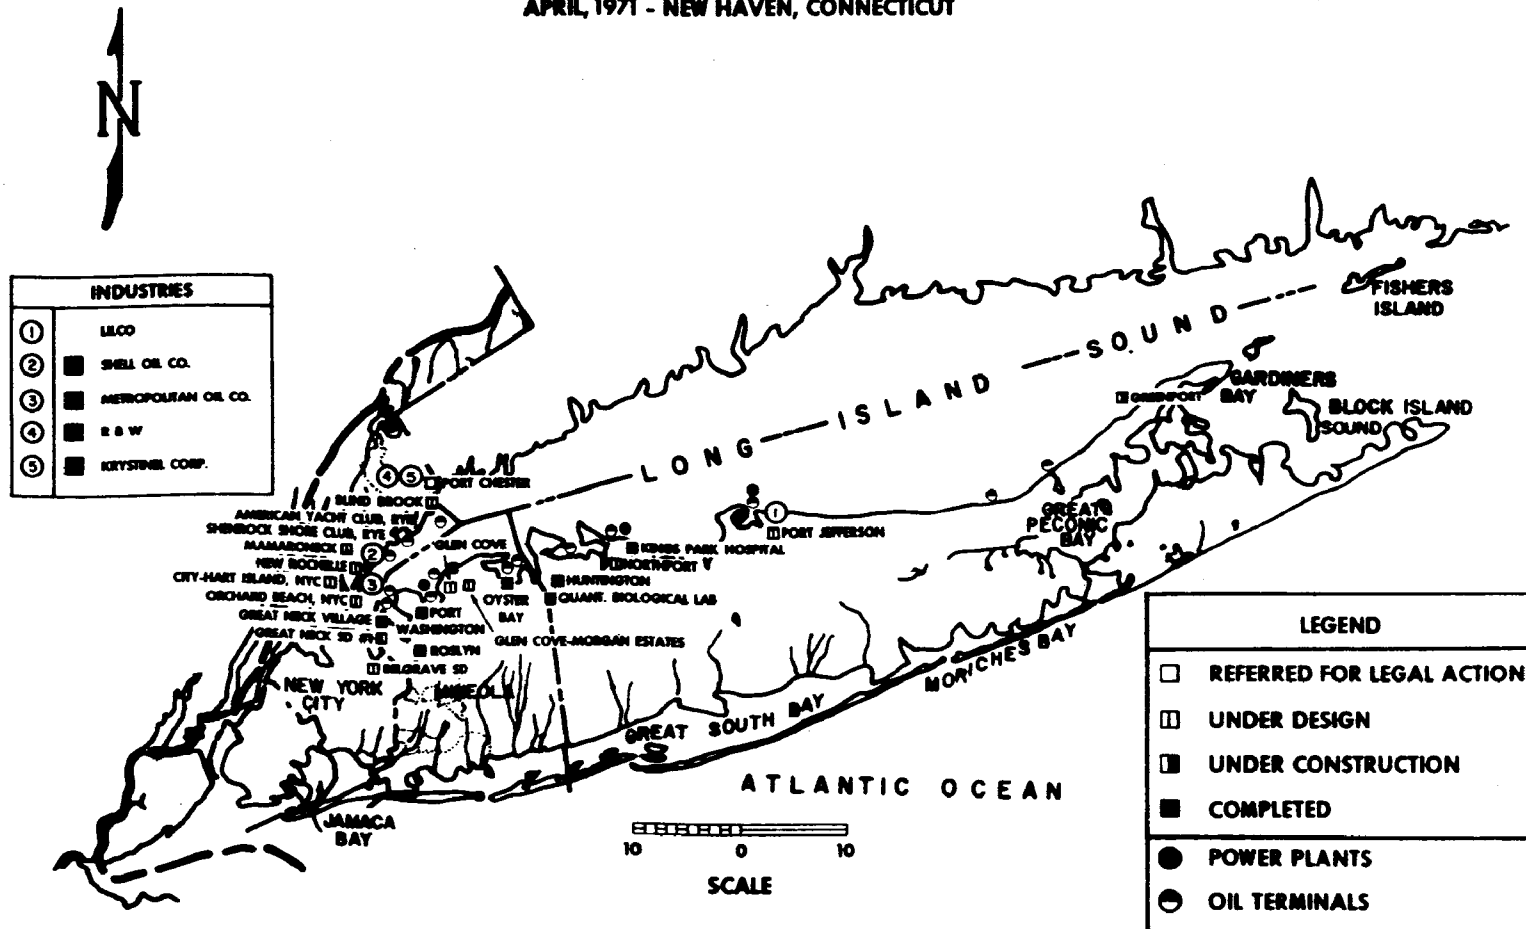 APRIL, 1971 - NEW HAVEN, CONNECTICUT
N
INDUSTRIES
1 LILCO
2 SHELL OIL CO.
3 METROPOLITAN OIL CO.
4 R & W
5 KRYSTINEL CORP.
FISHERS
ISLAND
LONG ISLAND SOUND
GARDINERS
BAY
GREENPORT
BLOCK ISLAND
SOUND
4 5
PORT CHESTER
BLIND BROOK
AMERICAN YACHT CLUB, RYE
SHENROCK SHORE CLUB, RYE
MAMARONECK
2
NEW ROCHELLE
CITY-HART ISLAND, NYC
3
ORCHARD BEACH, NYC
GREAT NECK VILLAGE
GREAT NECK SD
BELGRAVE SD
GLEN COVE
PORT
WASHINGTON
ROSLYN
OYSTER
BAY
GLEN COVE-MORGAN ESTATES
HUNTINGTON
QUANT. BIOLOGICAL LAB
KINGS PARK HOSPITAL
NORTHPORT V
1
PORT JEFFERSON
GREAT
PECONIC
BAY
NEW YORK
CITY
MINEOLA
GREAT SOUTH BAY
MORICHES BAY
JAMACA
BAY
ATLANTIC OCEAN
10 0 10
SCALE
LEGEND
REFERRED FOR LEGAL ACTION
UNDER DESIGN
UNDER CONSTRUCTION
COMPLETED
POWER PLANTS
OIL TERMINALS